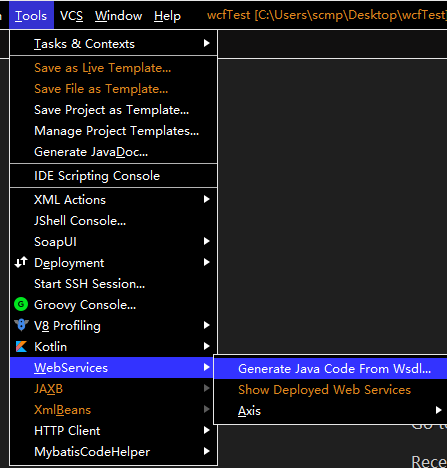 Tools VCS Window Help wcfTest [C:\Users\scmp\Desktop\wcfTest]
Tasks & Contexts
Save as Live Template...
Save File as Template...
Save Project as Template...
Manage Project Templates...
Generate JavaDoc...
IDE Scripting Console
XML Actions
JShell Console...
SoapUI
Deployment
Start SSH Session...
Groovy Console...
V8 Profiling
Kotlin
WebServices
Generate Java Code From Wsdl...
JAXB
Show Deployed Web Services
XmlBeans
Axis
HTTP Client
MybatisCodeHelper
Go to
Rece